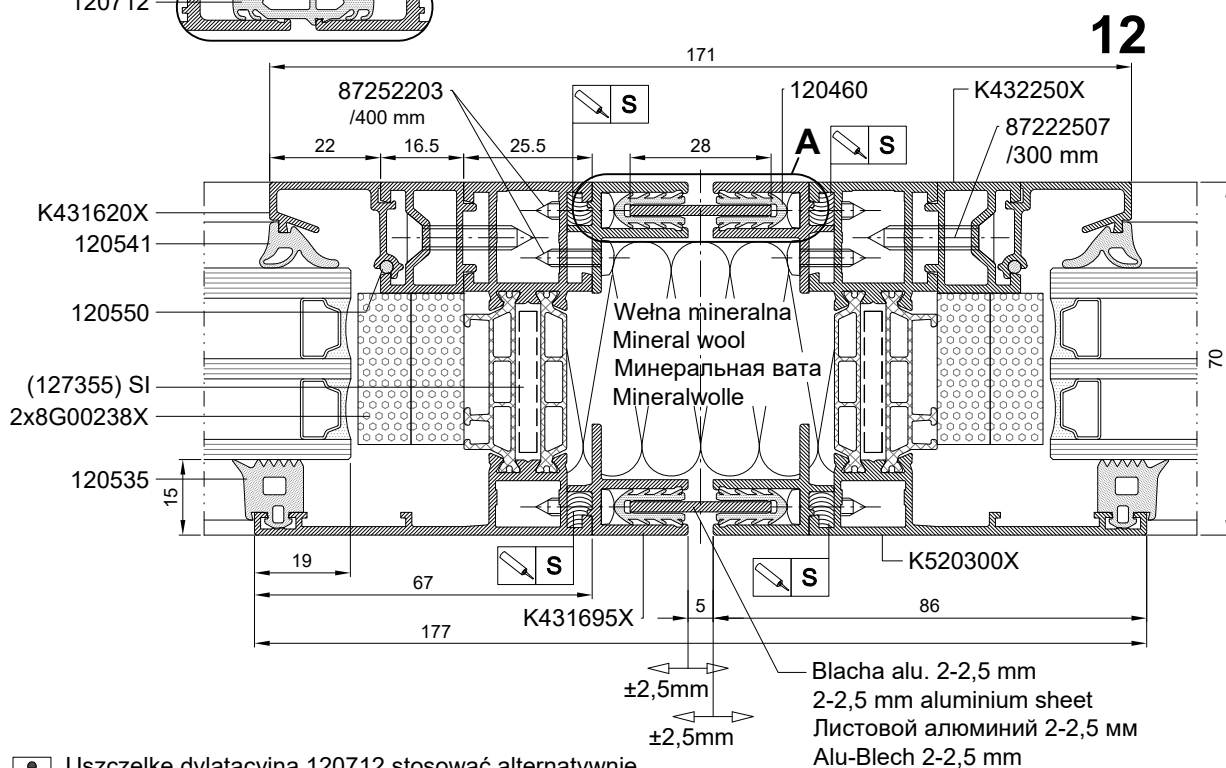 120712
12
171
87252203
/400 mm
S
120460
K432250X
A
S
87222507
/300 mm
22
16.5
25.5
28
K431620X
120541
120550
(127355) SI
2x8G00238X
120535
15
Wełna mineralna
Mineral wool
Минеральная вата
Mineralwolle
70
19
S
S
K520300X
67
K431695X
5
86
177
±2,5mm
±2,5mm
Blacha alu. 2-2,5 mm
2-2,5 mm aluminium sheet
Листовой алюминий 2-2,5 мм
Alu-Blech 2-2,5 mm
Uszczelkę dylatacyjną 120712 stosować alternatywnie